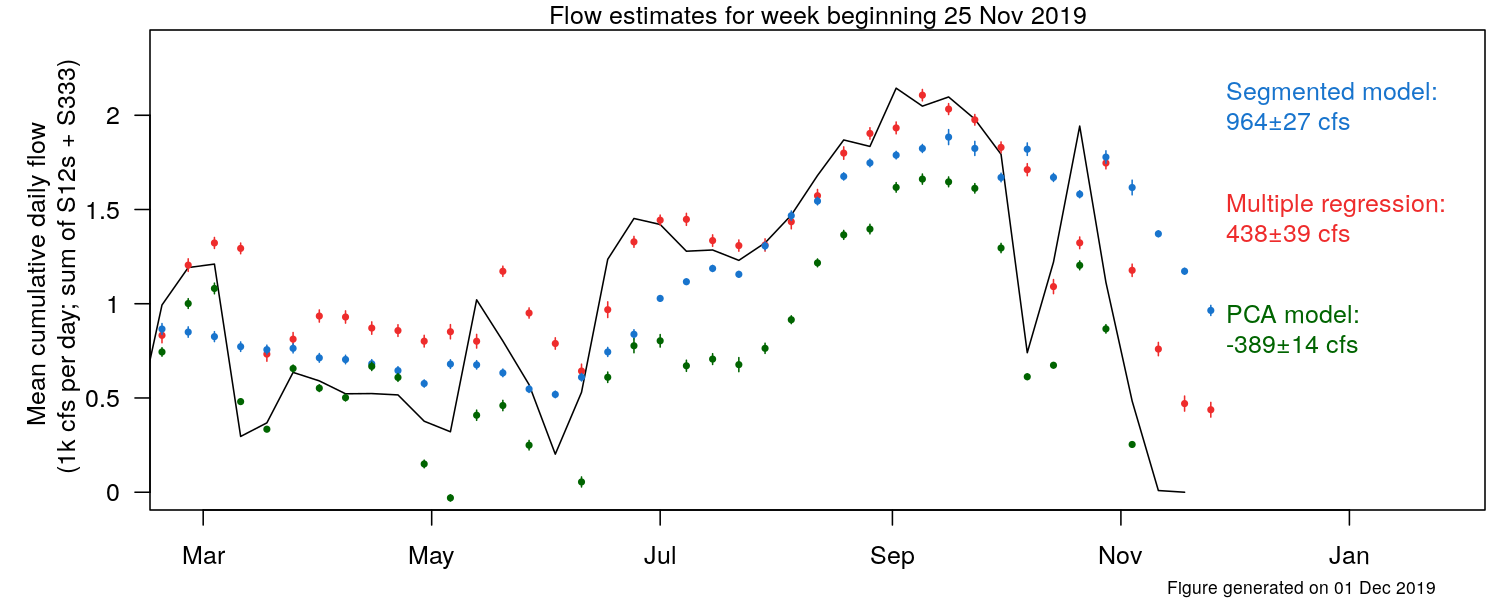 Flow estimates for week beginning 25 Nov 2019
Mean cumulative daily flow
(1k cfs per day; sum of S12s + S333)
2
1.5
1
0.5
0
Segmented model:
964±27 cfs
Multiple regression:
438±39 cfs
PCA model:
-389±14 cfs
Mar
May
Jul
Sep
Nov
Jan
Figure generated on 01 Dec 2019